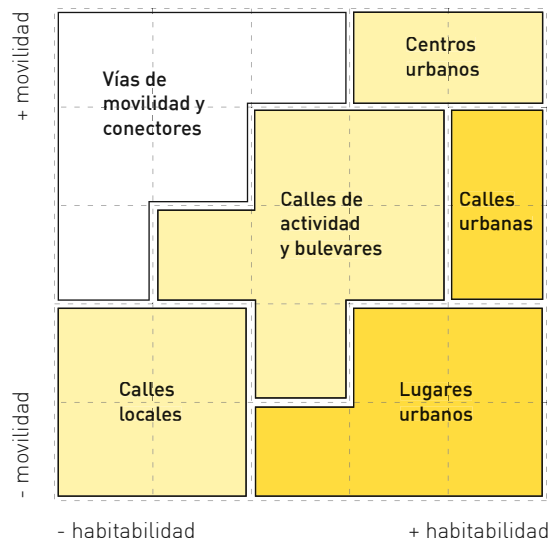 + movilidad
Centros
urbanos
Vías de
movilidad y
conectores
Calles de
actividad
y bulevares
Calles
urbanas
Calles
locales
Lugares
urbanos
- movilidad
- habitabilidad
+ habitabilidad